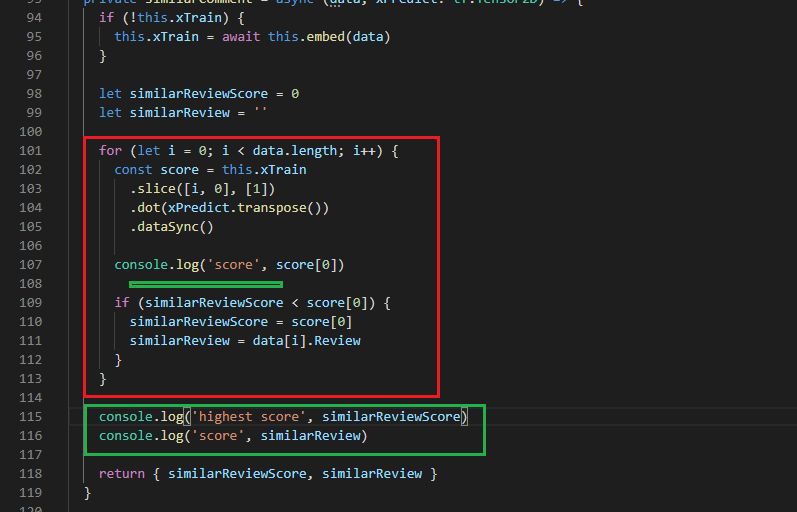 93 private similarComment = async (data, xPredict: tf.Tensor2D) => {
94 if (!this.xTrain) {
95 this.xTrain = await this.embed(data)
96 }
97
98 let similarReviewScore = 0
99 let similarReview = ''
100
101 for (let i = 0; i < data.length; i++) {
102 const score = this.xTrain
103 .slice([i, 0], [1])
104 .dot(xPredict.transpose())
105 .dataSync()
106
107 console.log('score', score[0])
108
109 if (similarReviewScore < score[0]) {
110 similarReviewScore = score[0]
111 similarReview = data[i].Review
112 }
113 }
114
115 console.log('highest score', similarReviewScore)
116 console.log('score', similarReview)
117
118 return { similarReviewScore, similarReview }
119 }
120